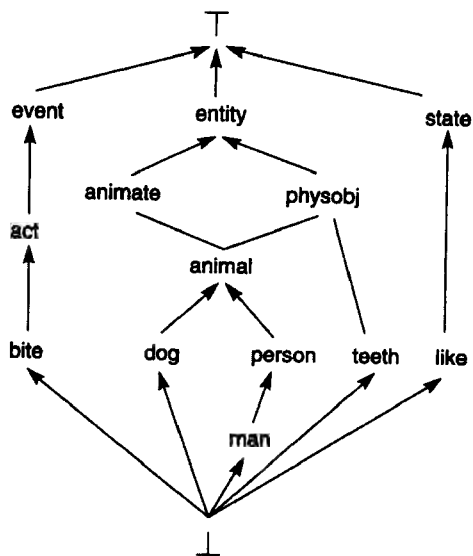 ⊤
event entity state
animate physobj
act
animal
bite dog person teeth like
man
⊥